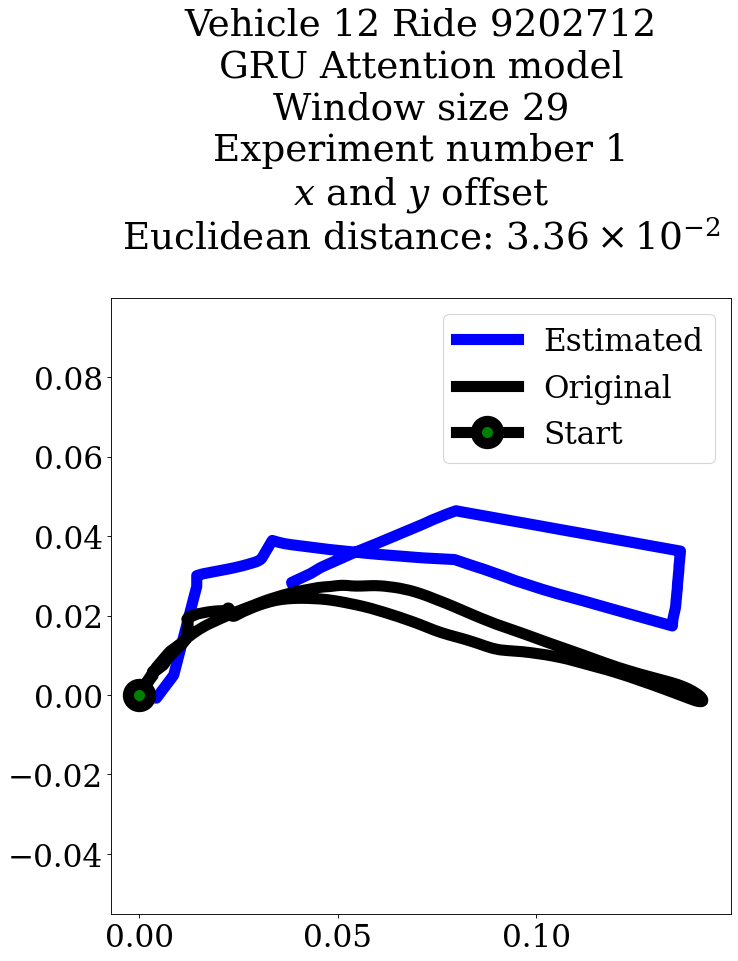 Vehicle 12 Ride 9202712
GRU Attention model
Window size 29
Experiment number 1
x and y offset
Euclidean distance: 3.36 × 10⁻²
Estimated
Original
Start
0.08
0.06
0.04
0.02
0.00
−0.02
−0.04
0.00 0.05 0.10